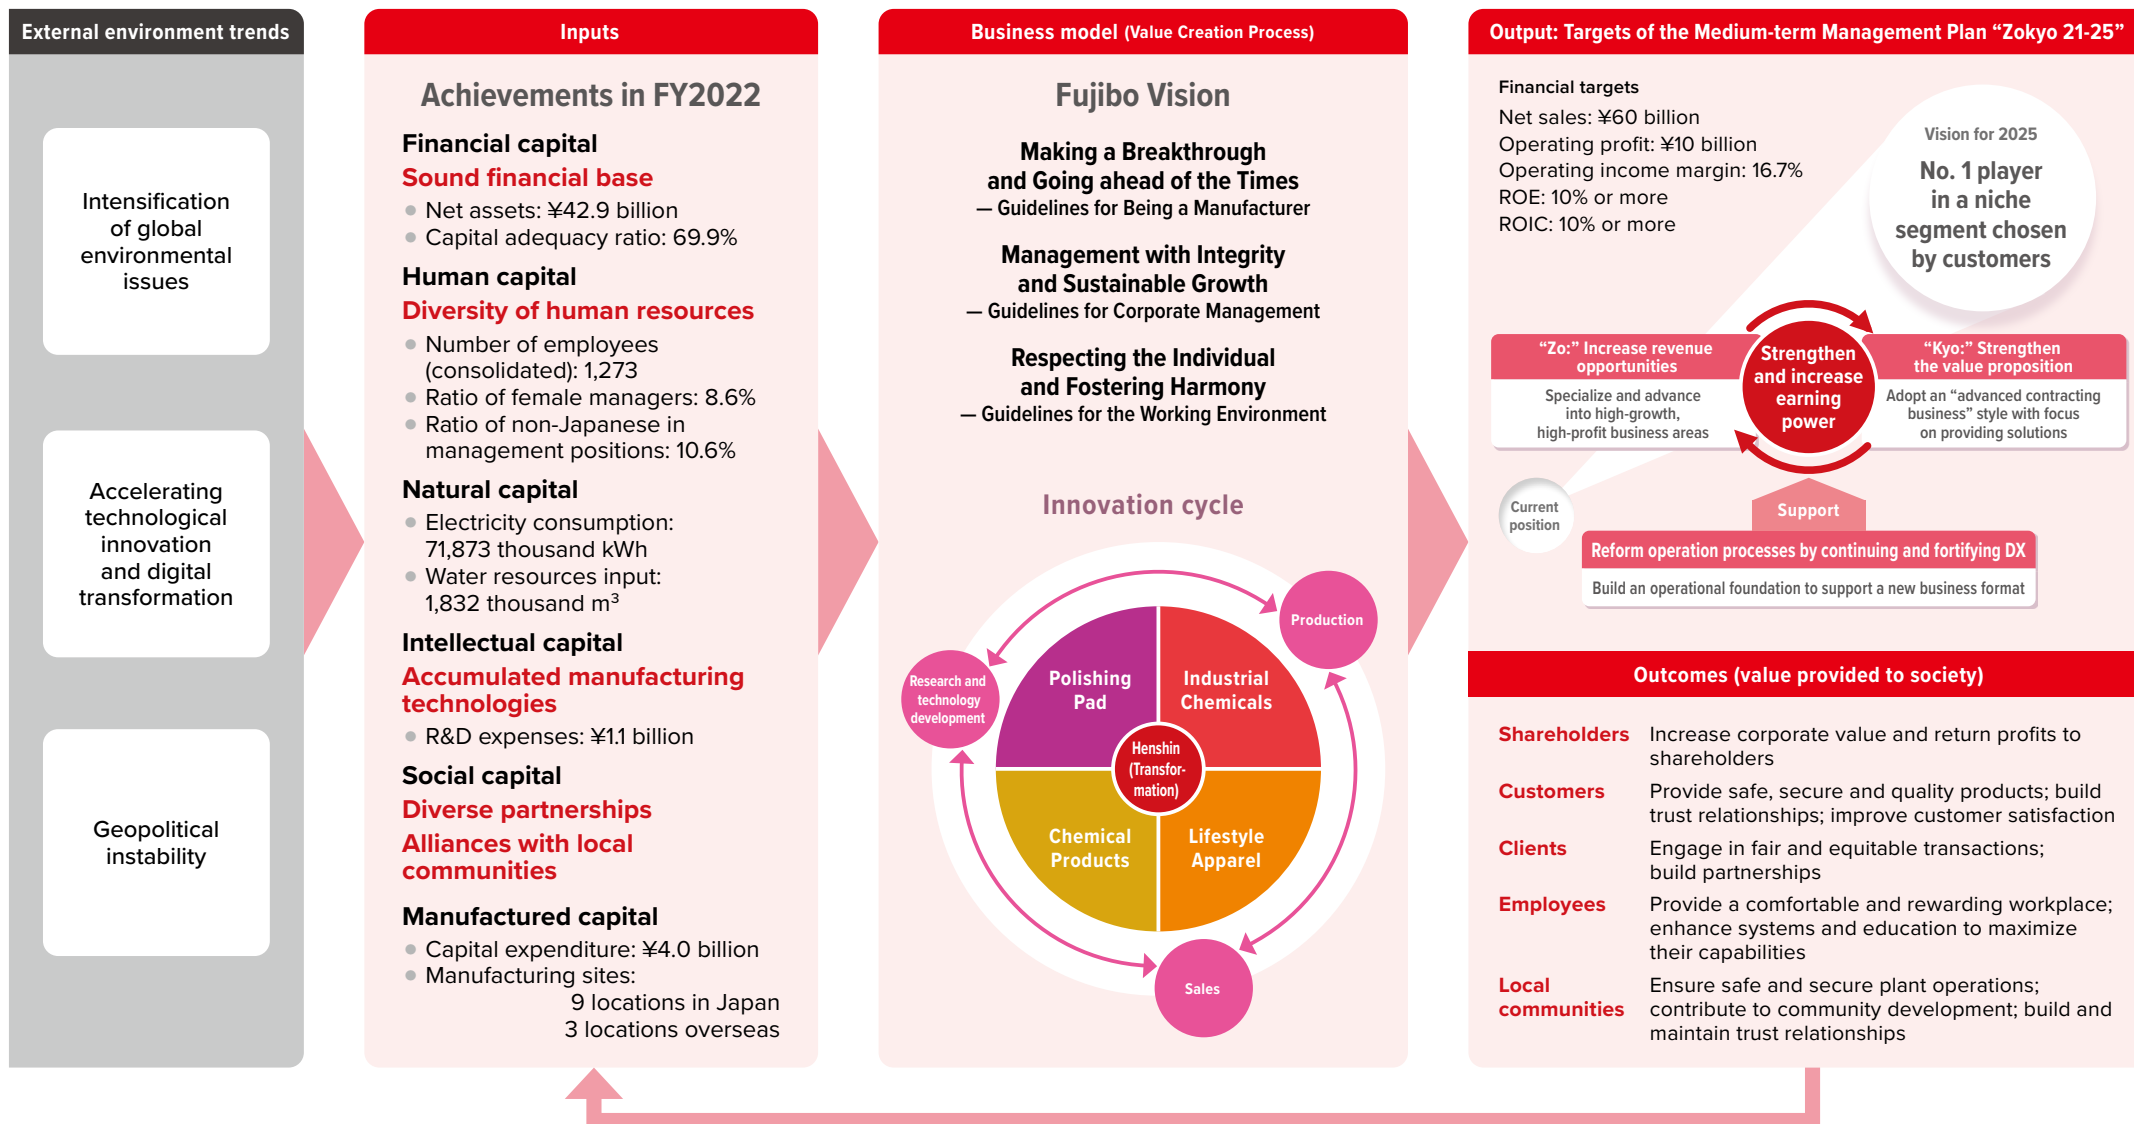 External environment trends
Intensification
of global
environmental
issues
Accelerating
technological
innovation
and digital
transformation
Geopolitical
instability
Inputs
Achievements in FY2022
Financial capital
Sound financial base
● Net assets: ¥42.9 billion
● Capital adequacy ratio: 69.9%
Human capital
Diversity of human resources
● Number of employees
(consolidated): 1,273
● Ratio of female managers: 8.6%
● Ratio of non-Japanese in
management positions: 10.6%
Natural capital
● Electricity consumption:
71,873 thousand kWh
● Water resources input:
1,832 thousand m³
Intellectual capital
Accumulated manufacturing
technologies
● R&D expenses: ¥1.1 billion
Social capital
Diverse partnerships
Alliances with local
communities
Manufactured capital
● Capital expenditure: ¥4.0 billion
● Manufacturing sites:
9 locations in Japan
3 locations overseas
Business model (Value Creation Process)
Fujibo Vision
Making a Breakthrough
and Going ahead of the Times
— Guidelines for Being a Manufacturer
Management with Integrity
and Sustainable Growth
— Guidelines for Corporate Management
Respecting the Individual
and Fostering Harmony
— Guidelines for the Working Environment
Innovation cycle
Production
Research and
technology
development
Polishing
Pad
Industrial
Chemicals
Henshin
(Transfor-
mation)
Chemical
Products
Lifestyle
Apparel
Sales
Output: Targets of the Medium-term Management Plan “Zokyo 21-25”
Financial targets
Net sales: ¥60 billion
Operating profit: ¥10 billion
Operating income margin: 16.7%
ROE: 10% or more
ROIC: 10% or more
Vision for 2025
No. 1 player
in a niche
segment chosen
by customers
“Zo:” Increase revenue
opportunities
Specialize and advance
into high-growth,
high-profit business areas
Strengthen
and increase
earning
power
“Kyo:” Strengthen
the value proposition
Adopt an “advanced contracting
business” style with focus
on providing solutions
Current
position
Support
Reform operation processes by continuing and fortifying DX
Build an operational foundation to support a new business format
Outcomes (value provided to society)
Shareholders Increase corporate value and return profits to
shareholders
Customers Provide safe, secure and quality products; build
trust relationships; improve customer satisfaction
Clients Engage in fair and equitable transactions;
build partnerships
Employees Provide a comfortable and rewarding workplace;
enhance systems and education to maximize
their capabilities
Local Ensure safe and secure plant operations;
communities contribute to community development; build and
maintain trust relationships